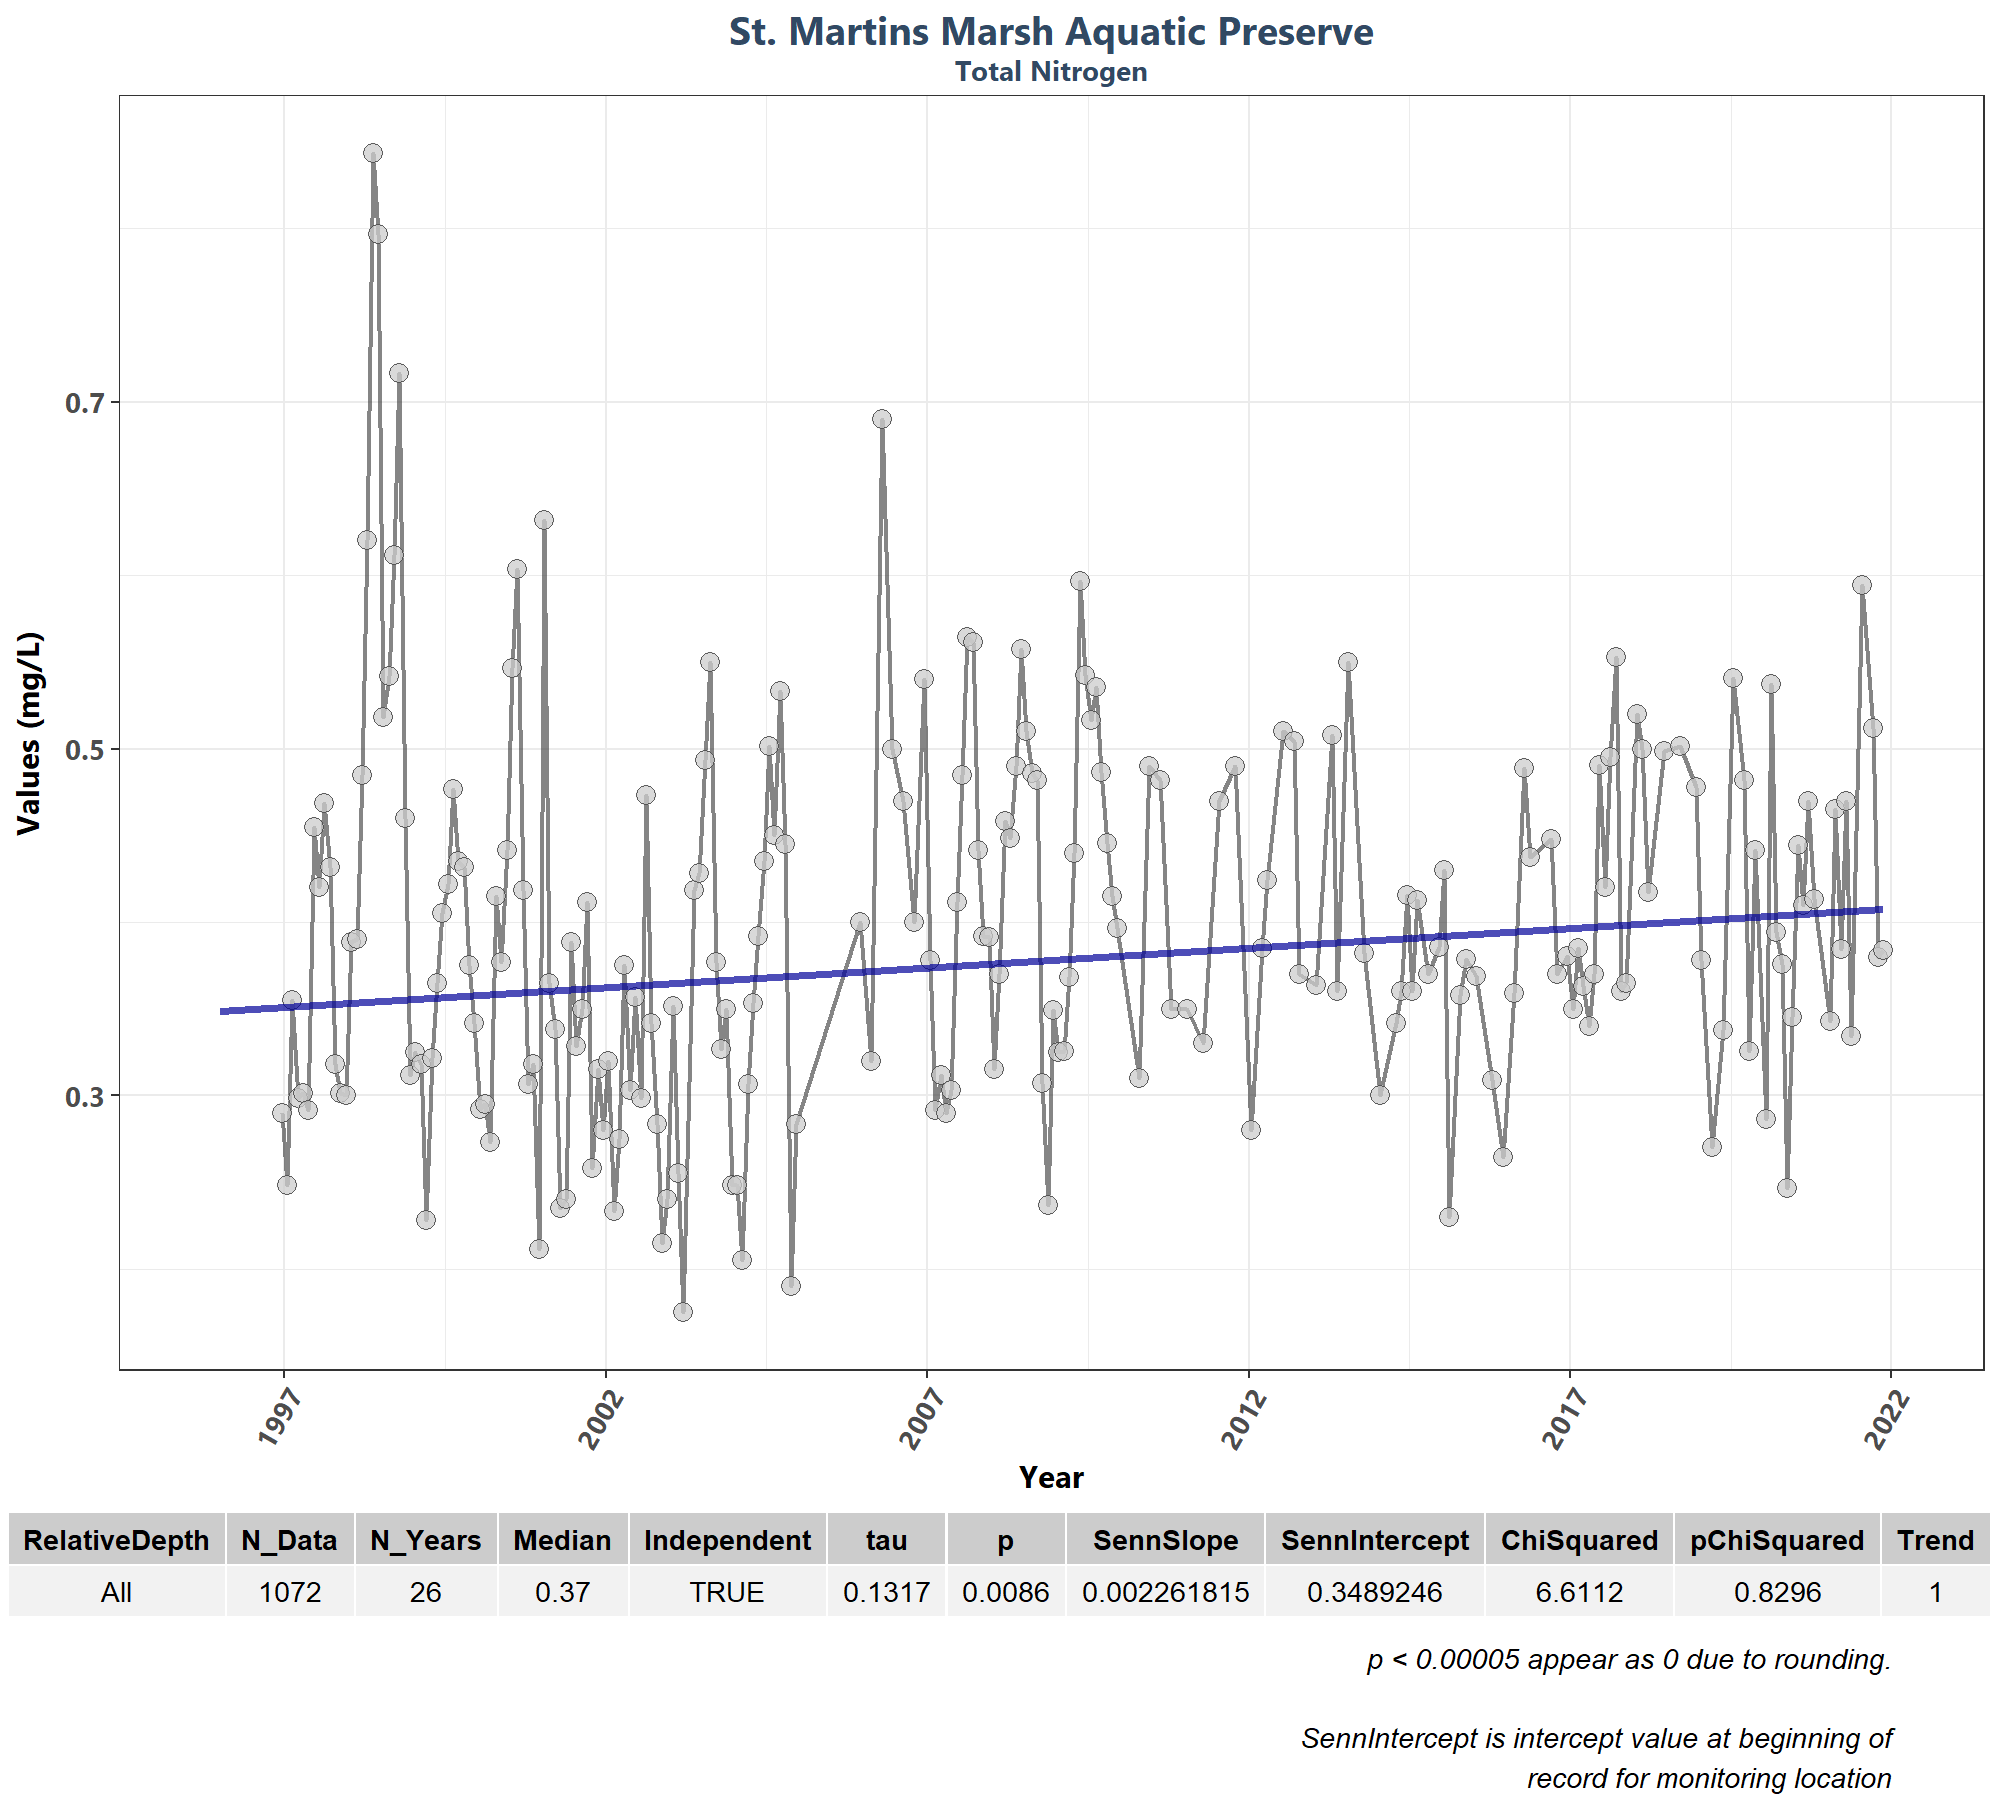 St. Martins Marsh Aquatic Preserve
Total Nitrogen
Values (mg/L)
0.7
0.5
0.3
1997 2002 2007 2012 2017 2022
Year
RelativeDepth N_Data N_Years Median Independent tau p SennSlope SennIntercept ChiSquared pChiSquared Trend
All 1072 26 0.37 TRUE 0.1317 0.0086 0.002261815 0.3489246 6.6112 0.8296 1
p < 0.00005 appear as 0 due to rounding.
SennIntercept is intercept value at beginning of
record for monitoring location